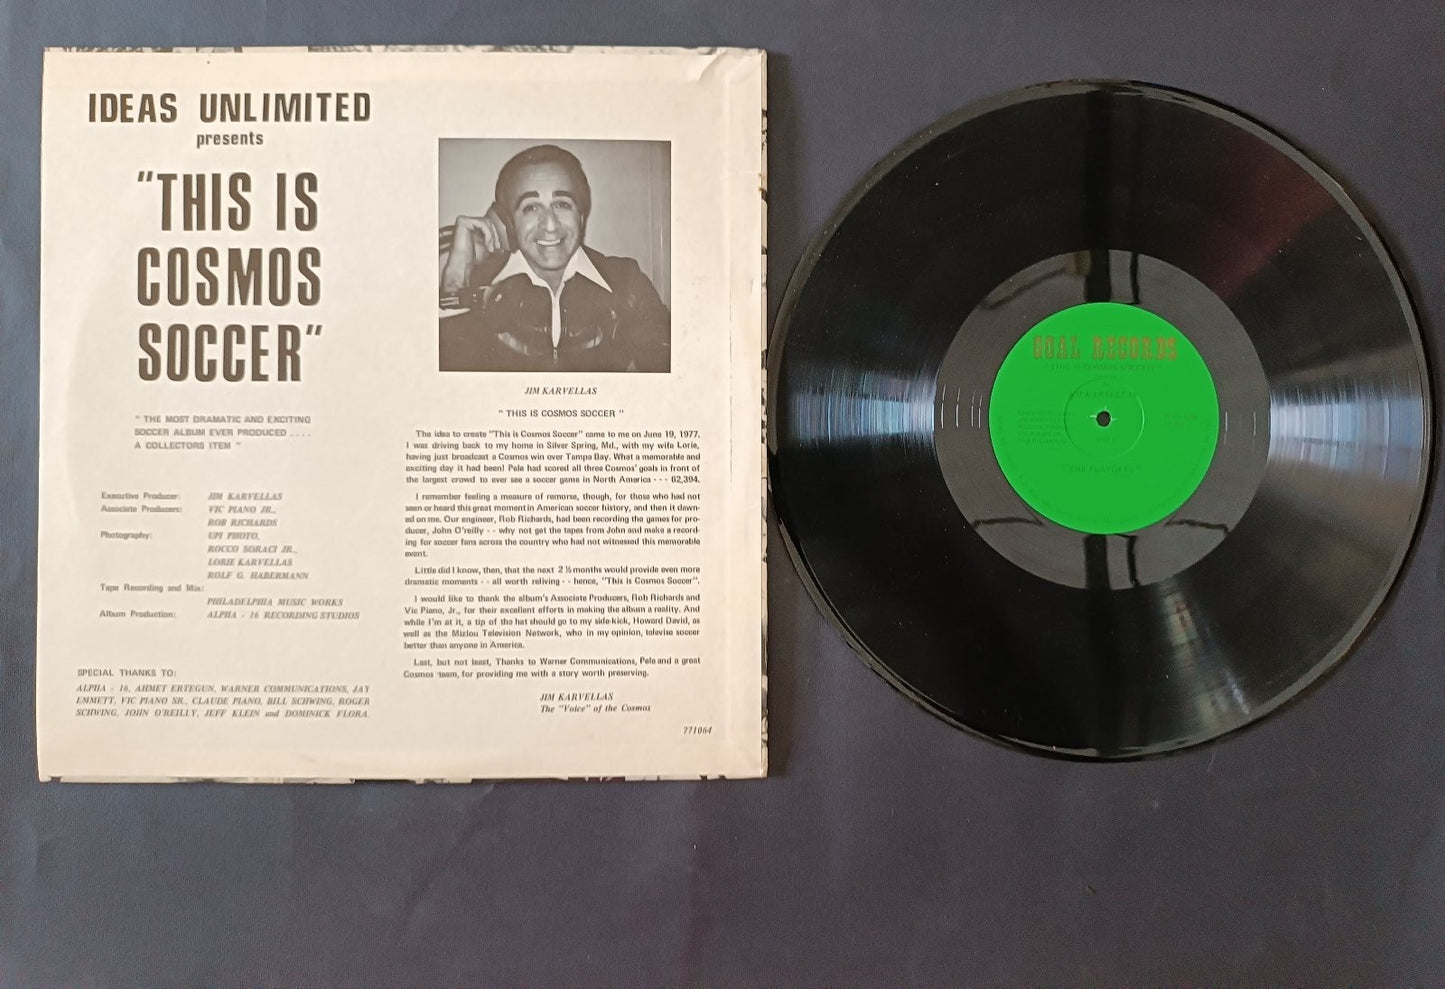 IDEAS UNLIMITED
presents
"THIS IS
COSMOS
SOCCER"
" THE MOST DRAMATIC AND EXCITING
SOCCER ALBUM EVER PRODUCED ....
A COLLECTORS ITEM "
Executive Producer: JIM KARVELLAS
Associate Producers: VIC PIANO JR.,
ROB RICHARDS
Photography: UPI PHOTO,
ROCCO SORACI JR.,
LORIE KARVELLAS
ROLF G. HABERMANN
Tape Recording and Mix:
PHILADELPHIA MUSIC WORKS
Album Production: ALPHA - 16 RECORDING STUDIOS
SPECIAL THANKS TO:
ALPHA - 16, AHMET ERTEGUN, WARNER COMMUNICATIONS, JAY
EMMETT, VIC PIANO SR., CLAUDE PIANO, BILL SCHWING, ROGER
SCHWING, JOHN O'REILLY, JEFF KLEIN and DOMINICK FLORA.
JIM KARVELLAS
" THIS IS COSMOS SOCCER "
The idea to create "This is Cosmos Soccer" came to me on June 19, 1977.
I was driving back to my home in Silver Spring, Md., with my wife Lorie,
having just broadcast a Cosmos win over Tampa Bay. What a memorable and
exciting day it had been! Pele had scored all three Cosmos' goals in front of
the largest crowd to ever see a soccer game in North America - - - 62,394.
I remember feeling a measure of remorse, though, for those who had not
seen or heard this great moment in American soccer history, and then it dawn-
ed on me. Our engineer, Rob Richards, had been recording the games for pro-
ducer, John O'reilly - - why not get the tapes from John and make a record-
ing for soccer fans across the country who had not witnessed this memorable
event.
Little did I know, then, that the next 2 ½ months would provide even more
dramatic moments - - all worth reliving - - hence, "This is Cosmos Soccer".
I would like to thank the album's Associate Producers, Rob Richards and
Vic Piano, Jr., for their excellent efforts in making the album a reality. And
while I'm at it, a tip of the hat should go to my side-kick, Howard David, as
well as the Mizlou Television Network, who in my opinion, televise soccer
better than anyone in America.
Last, but not least, Thanks to Warner Communications, Pele and a great
Cosmos team, for providing me with a story worth preserving.
JIM KARVELLAS
The "Voice" of the Cosmos
771064
GOAL RECORDS
"THIS IS COSMOS SOCCER"
JIM KARVELLAS
"THE PLAYOFFS"